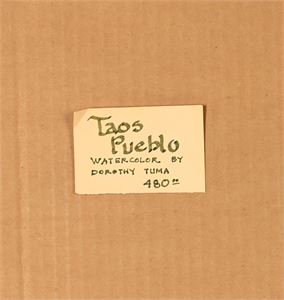 Taos
Pueblo
WATERCOLOR BY
DOROTHY TUMA
480.00